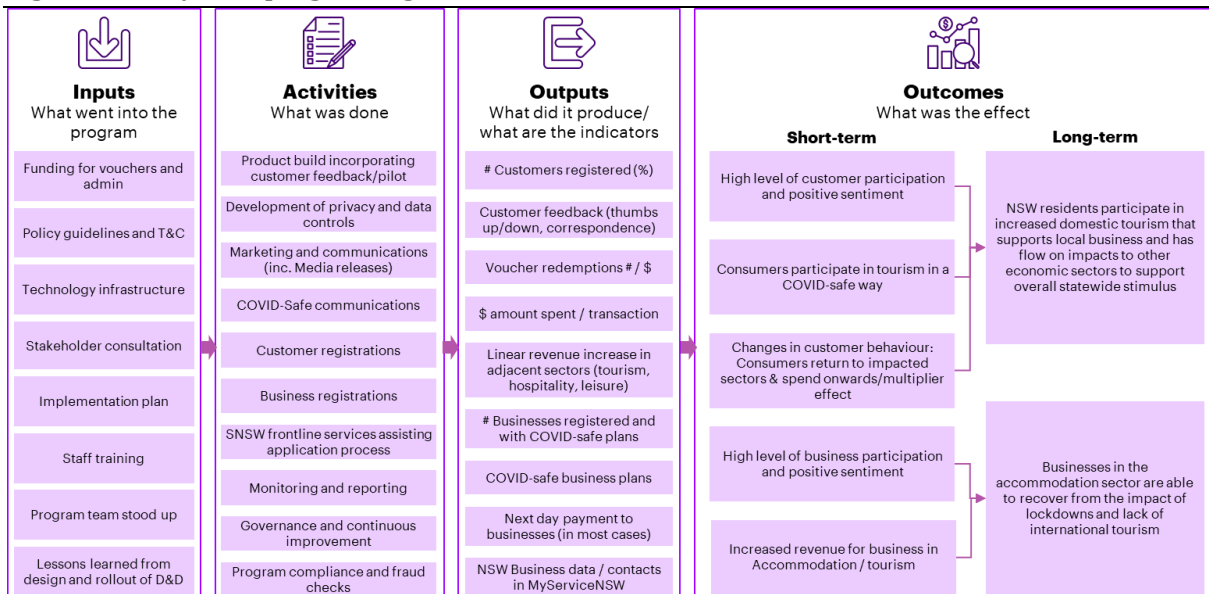 Inputs
What went into the
program
Funding for vouchers and
admin
Policy guidelines and T&C
Technology infrastructure
Stakeholder consultation
Implementation plan
Staff training
Program team stood up
Lessons learned from
design and rollout of D&D
Activities
What was done
Product build incorporating
customer feedback/pilot
Development of privacy and data
controls
Marketing and communications
(inc. Media releases)
COVID-Safe communications
Customer registrations
Business registrations
SNSW frontline services assisting
application process
Monitoring and reporting
Governance and continuous
improvement
Program compliance and fraud
checks
Outputs
What did it produce/
what are the indicators
# Customers registered (%)
Customer feedback (thumbs
up/down, correspondence)
Voucher redemptions # / $
$ amount spent / transaction
Linear revenue increase in
adjacent sectors (tourism,
hospitality, leisure)
# Businesses registered and
with COVID-safe plans
COVID-safe business plans
Next day payment to
businesses (in most cases)
NSW Business data / contacts
in MyServiceNSW
Outcomes
What was the effect
Short-term
High level of customer participation
and positive sentiment
Consumers participate in tourism in a
COVID-safe way
Changes in customer behaviour:
Consumers return to impacted
sectors & spend onwards/multiplier
effect
High level of business participation
and positive sentiment
Increased revenue for business in
Accommodation / tourism
Long-term
NSW residents participate in
increased domestic tourism that
supports local business and has
flow on impacts to other
economic sectors to support
overall statewide stimulus
Businesses in the
accommodation sector are able
to recover from the impact of
lockdowns and lack of
international tourism